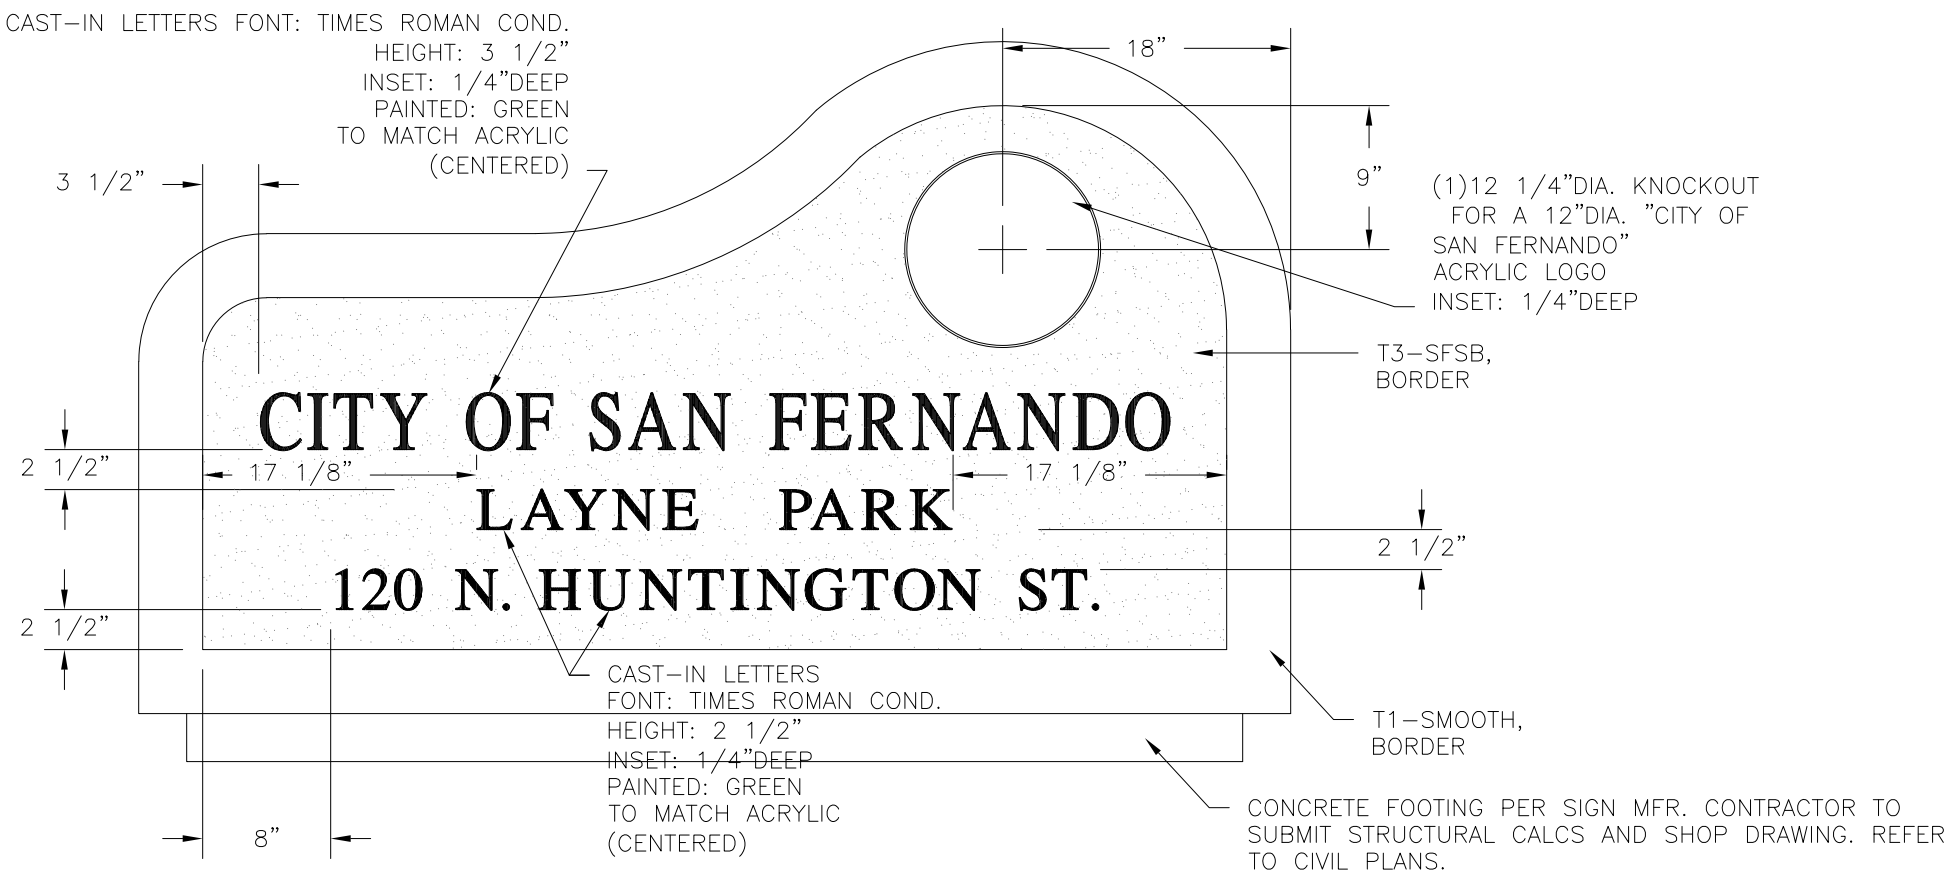 CAST-IN LETTERS FONT: TIMES ROMAN COND.
HEIGHT: 3 1/2"
INSET: 1/4"DEEP
PAINTED: GREEN
TO MATCH ACRYLIC
(CENTERED)
18"
3 1/2"
9"
(1)12 1/4"DIA. KNOCKOUT
FOR A 12"DIA. "CITY OF
SAN FERNANDO"
ACRYLIC LOGO
INSET: 1/4"DEEP
T3-SFSB,
BORDER
CITY OF SAN FERNANDO
2 1/2"
17 1/8"
17 1/8"
LAYNE PARK
2 1/2"
120 N. HUNTINGTON ST.
2 1/2"
CAST-IN LETTERS
FONT: TIMES ROMAN COND.
HEIGHT: 2 1/2"
INSET: 1/4"DEEP
PAINTED: GREEN
TO MATCH ACRYLIC
(CENTERED)
T1-SMOOTH,
BORDER
8"
CONCRETE FOOTING PER SIGN MFR. CONTRACTOR TO
SUBMIT STRUCTURAL CALCS AND SHOP DRAWING. REFER
TO CIVIL PLANS.